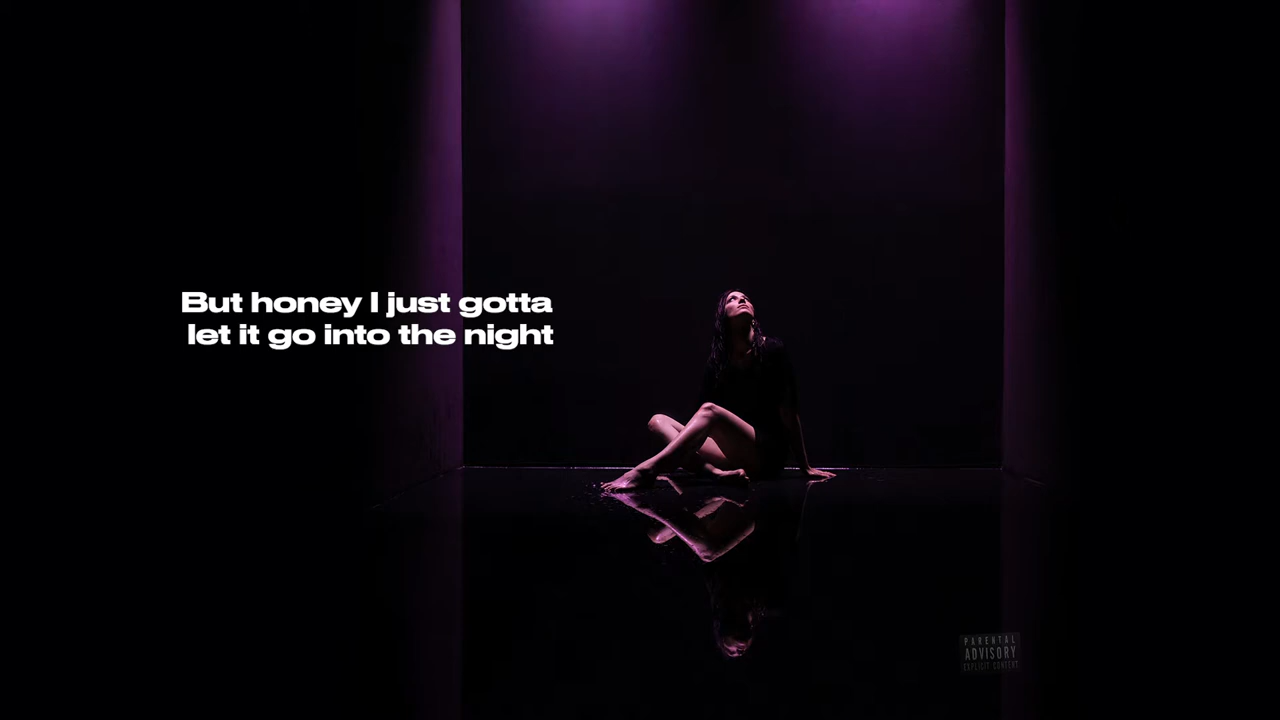 But honey I just gotta
let it go into the night
PARENTAL
ADVISORY
EXPLICIT CONTENT